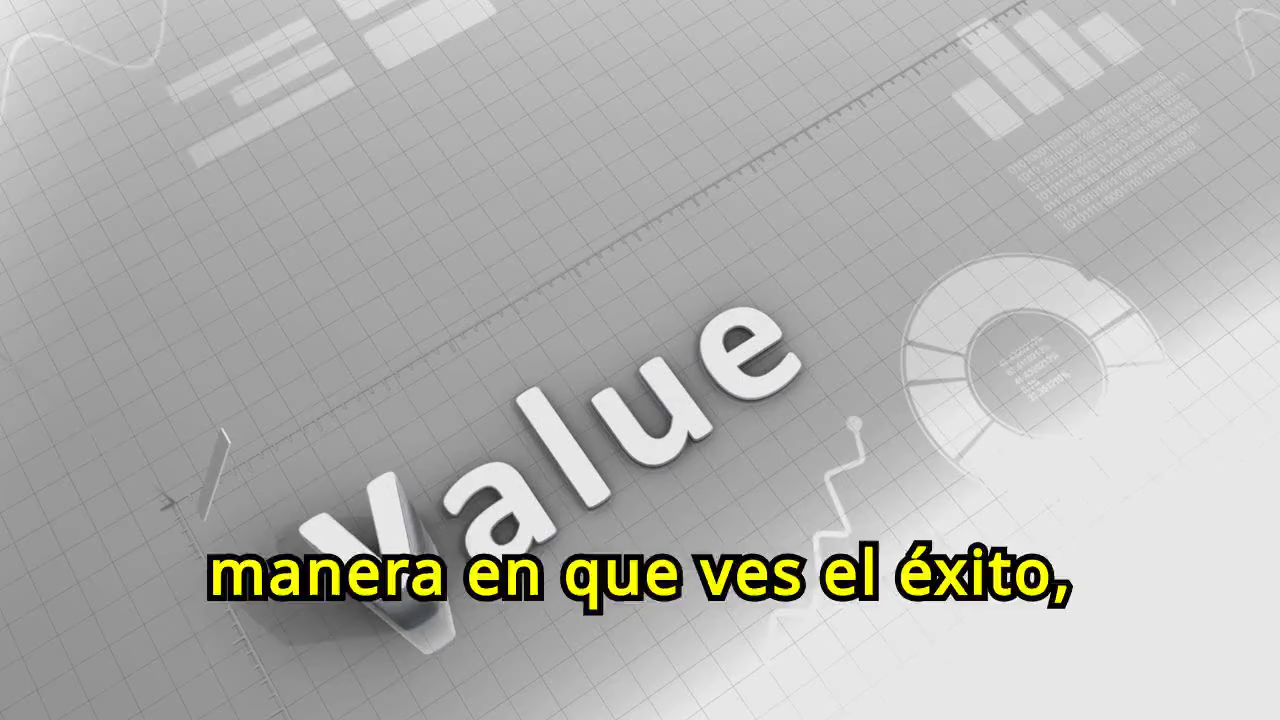 Value
manera en que ves el éxito,